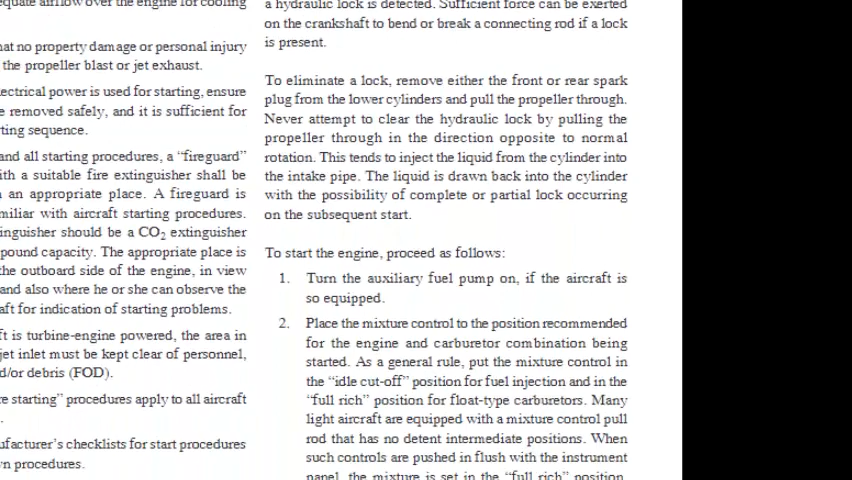 equate airflow over the engine for cooling
hat no property damage or personal injury
the propeller blast or jet exhaust.
lectrical power is used for starting, ensure
e removed safely, and it is sufficient for
rting sequence.
and all starting procedures, a “fireguard”
ith a suitable fire extinguisher shall be
an appropriate place. A fireguard is
miliar with aircraft starting procedures.
inguisher should be a CO2 extinguisher
pound capacity. The appropriate place is
the outboard side of the engine, in view
and also where he or she can observe the
aft for indication of starting problems.
ft is turbine-engine powered, the area in
jet inlet must be kept clear of personnel,
d/or debris (FOD).
e starting” procedures apply to all aircraft
.
ufacturer’s checklists for start procedures
wn procedures.
a hydraulic lock is detected. Sufficient force can be exerted
on the crankshaft to bend or break a connecting rod if a lock
is present.
To eliminate a lock, remove either the front or rear spark
plug from the lower cylinders and pull the propeller through.
Never attempt to clear the hydraulic lock by pulling the
propeller through in the direction opposite to normal
rotation. This tends to inject the liquid from the cylinder into
the intake pipe. The liquid is drawn back into the cylinder
with the possibility of complete or partial lock occurring
on the subsequent start.
To start the engine, proceed as follows:
1. Turn the auxiliary fuel pump on, if the aircraft is
so equipped.
2. Place the mixture control to the position recommended
for the engine and carburetor combination being
started. As a general rule, put the mixture control in
the “idle cut-off” position for fuel injection and in the
“full rich” position for float-type carburetors. Many
light aircraft are equipped with a mixture control pull
rod that has no detent intermediate positions. When
such controls are pushed in flush with the instrument
panel, the mixture is set in the “full rich” position.